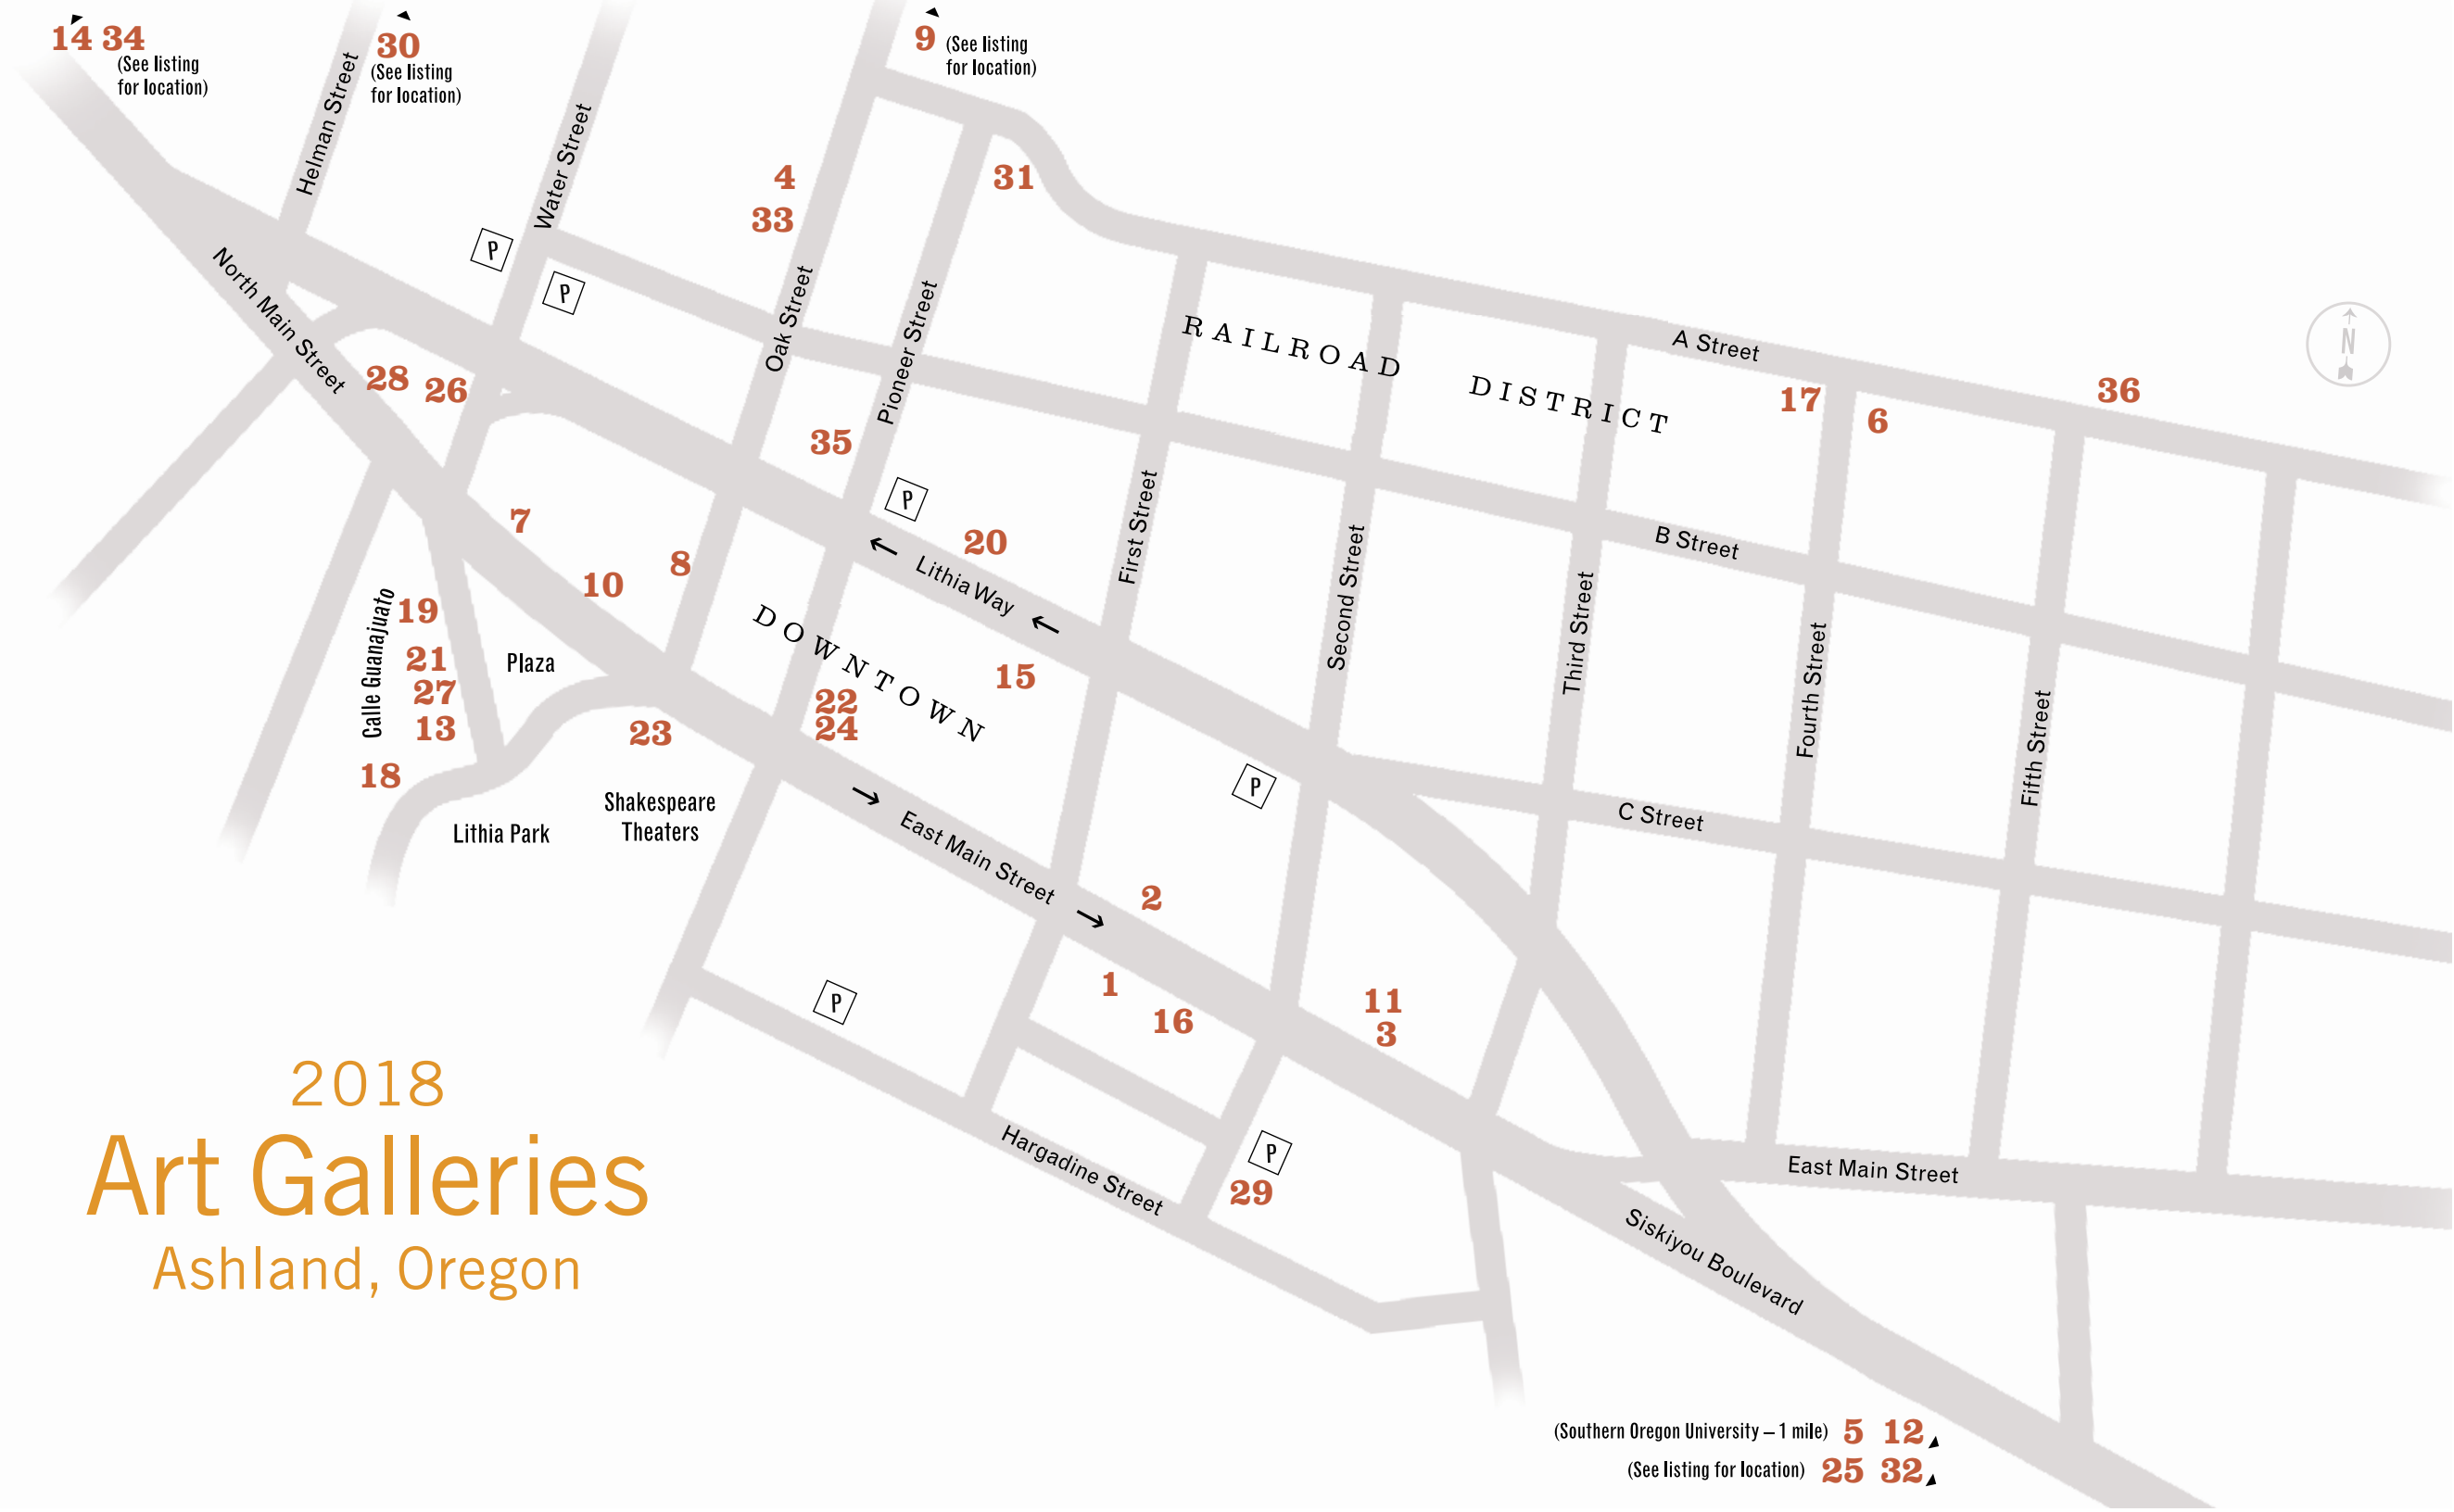 14 34
(See listing
for location)
30
(See listing
for location)
9 (See listing
for location)
Helman Street
Water Street
4
33
31
P
P
North Main Street
Oak Street
Pioneer Street
RAILROAD DISTRICT
A Street
N
28 26
17
6
36
35
P
20
7
10
8
First Street
Second Street
B Street
Third Street
Fourth Street
Fifth Street
Lithia Way
Calle Guanajuato
19
21
27
13
18
Plaza
DOWNTOWN
15
22
24
23
P
C Street
Shakespeare
Theaters
Lithia Park
East Main Street
2
1
16
11
3
P
2018
Art Galleries
Ashland, Oregon
Hargadine Street
P
29
East Main Street
Siskiyou Boulevard
(Southern Oregon University – 1 mile) 5 12
(See listing for location) 25 32